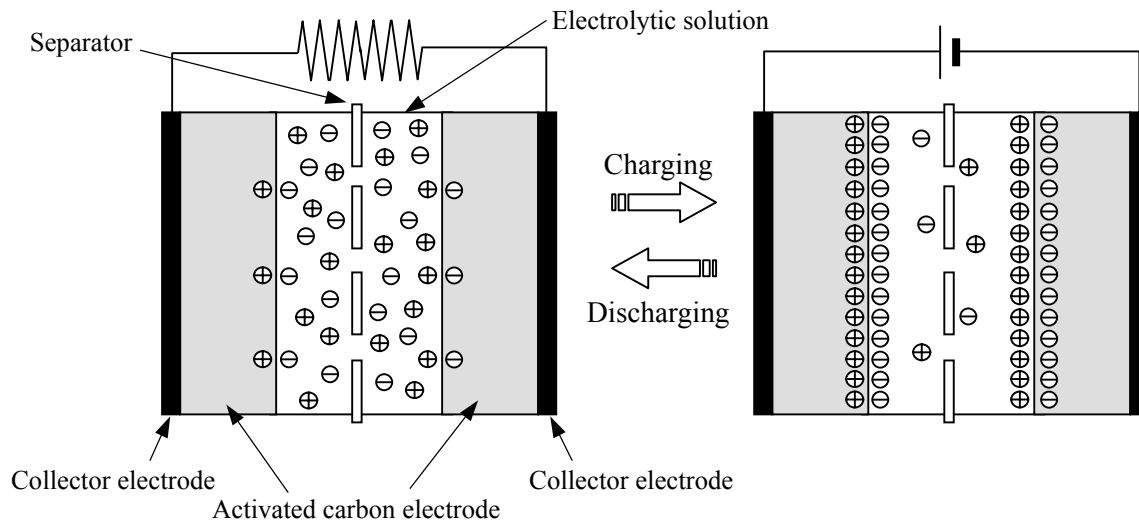 Electrolytic solution
Separator
Charging
Discharging
Collector electrode
Collector electrode
Activated carbon electrode